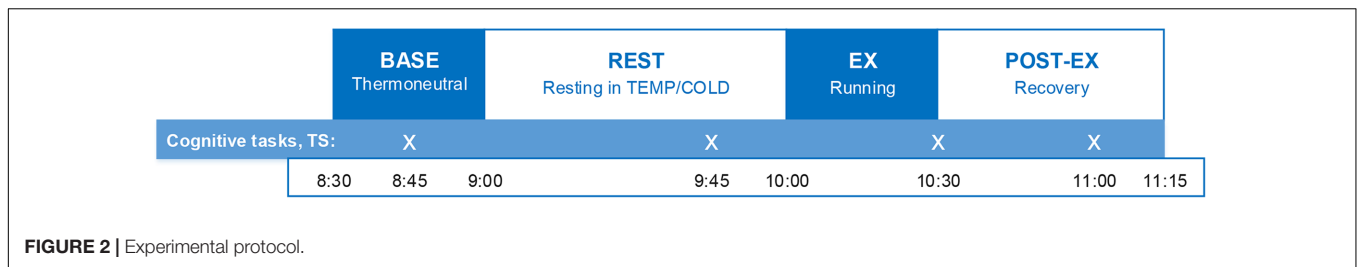 BASE
Thermoneutral
REST
Resting in TEMP/COLD
EX
Running
POST-EX
Recovery
Cognitive tasks, TS: X X X X
8:30 8:45 9:00 9:45 10:00 10:30 11:00 11:15
FIGURE 2 | Experimental protocol.